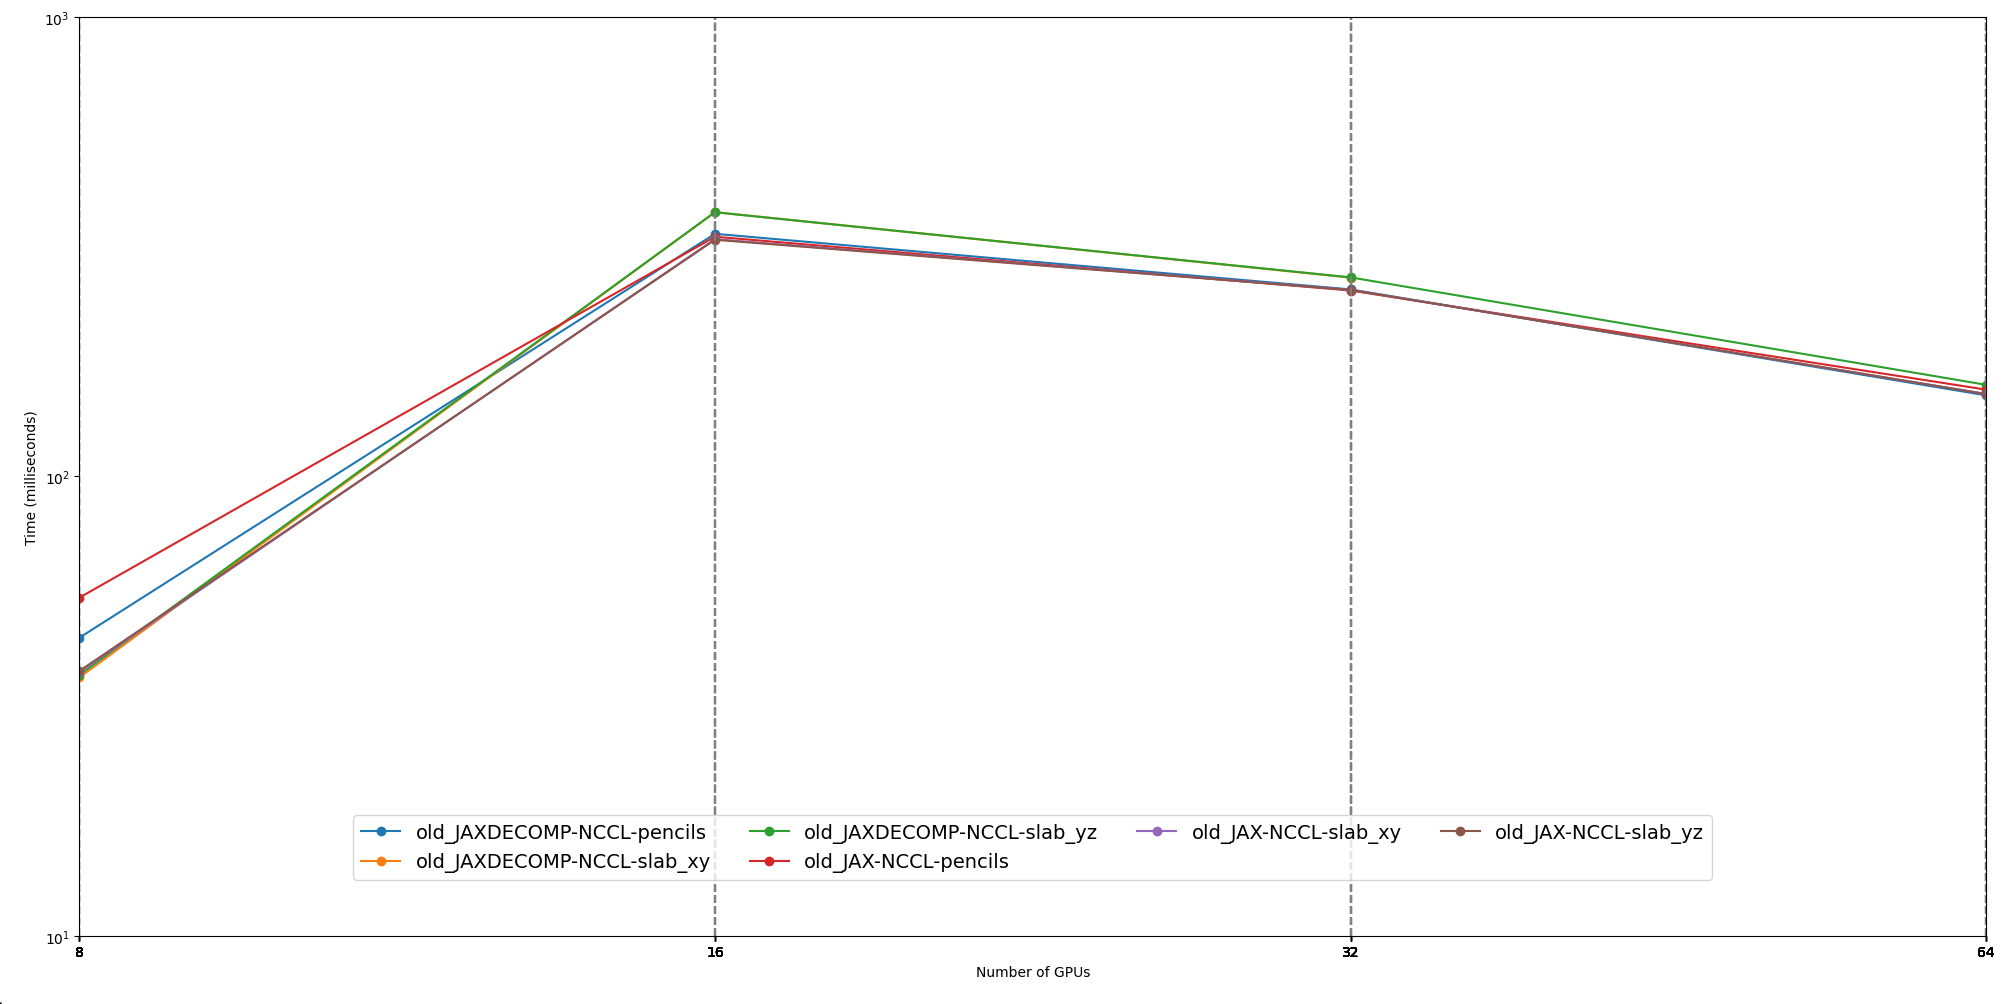 10³
10²
10¹
Time (milliseconds)
old_JAXDECOMP-NCCL-pencils
old_JAXDECOMP-NCCL-slab_xy
old_JAXDECOMP-NCCL-slab_yz
old_JAX-NCCL-pencils
old_JAX-NCCL-slab_xy
old_JAX-NCCL-slab_yz
8 16 32 64
Number of GPUs